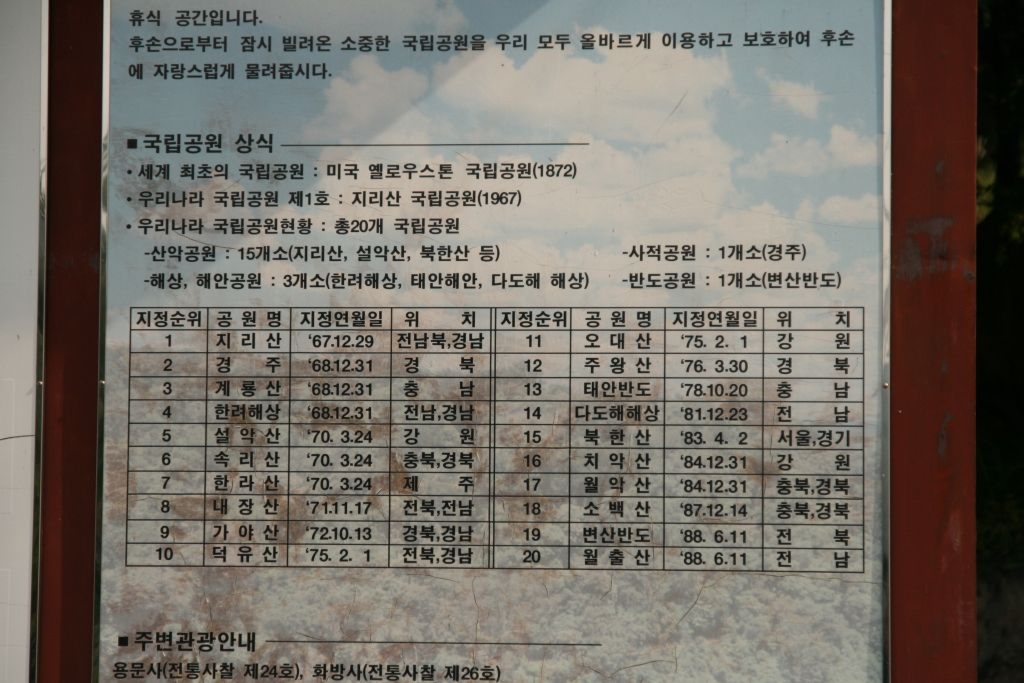 휴식 공간입니다.
후손으로부터 잠시 빌려온 소중한 국립공원을 우리 모두 올바르게 이용하고 보호하여 후손
에 자랑스럽게 물려줍시다.
■ 국립공원 상식
• 세계 최초의 국립공원 : 미국 옐로우스톤 국립공원(1872)
• 우리나라 국립공원 제1호 : 지리산 국립공원(1967)
• 우리나라 국립공원현황 : 총20개 국립공원
-산악공원 : 15개소(지리산, 설악산, 북한산 등) -사적공원 : 1개소(경주)
-해상, 해안공원 : 3개소(한려해상, 태안해안, 다도해 해상) -반도공원 : 1개소(변산반도)
지정순위 공 원 명 지정연월일 위 치 지정순위 공 원 명 지정연월일 위 치
1 지 리 산 ‘67.12.29 전남북,경남 11 오 대 산 ‘75. 2. 1 강 원
2 경 주 ‘68.12.31 경 북 12 주 왕 산 ‘76. 3.30 경 북
3 계 룡 산 ‘68.12.31 충 남 13 태안반도 ‘78.10.20 충 남
4 한려해상 ‘68.12.31 전남,경남 14 다도해해상 ‘81.12.23 전 남
5 설 악 산 ‘70. 3.24 강 원 15 북 한 산 ‘83. 4. 2 서울,경기
6 속 리 산 ‘70. 3.24 충북,경북 16 치 악 산 ‘84.12.31 강 원
7 한 라 산 ‘70. 3.24 제 주 17 월 악 산 ‘84.12.31 충북,경북
8 내 장 산 ‘71.11.17 전북,전남 18 소 백 산 ‘87.12.14 충북,경북
9 가 야 산 ‘72.10.13 경북,경남 19 변산반도 ‘88. 6.11 전 북
10 덕 유 산 ‘75. 2. 1 전북,경남 20 월 출 산 ‘88. 6.11 전 남
■ 주변관광안내
용문사(전통사찰 제24호), 화방사(전통사찰 제26호)